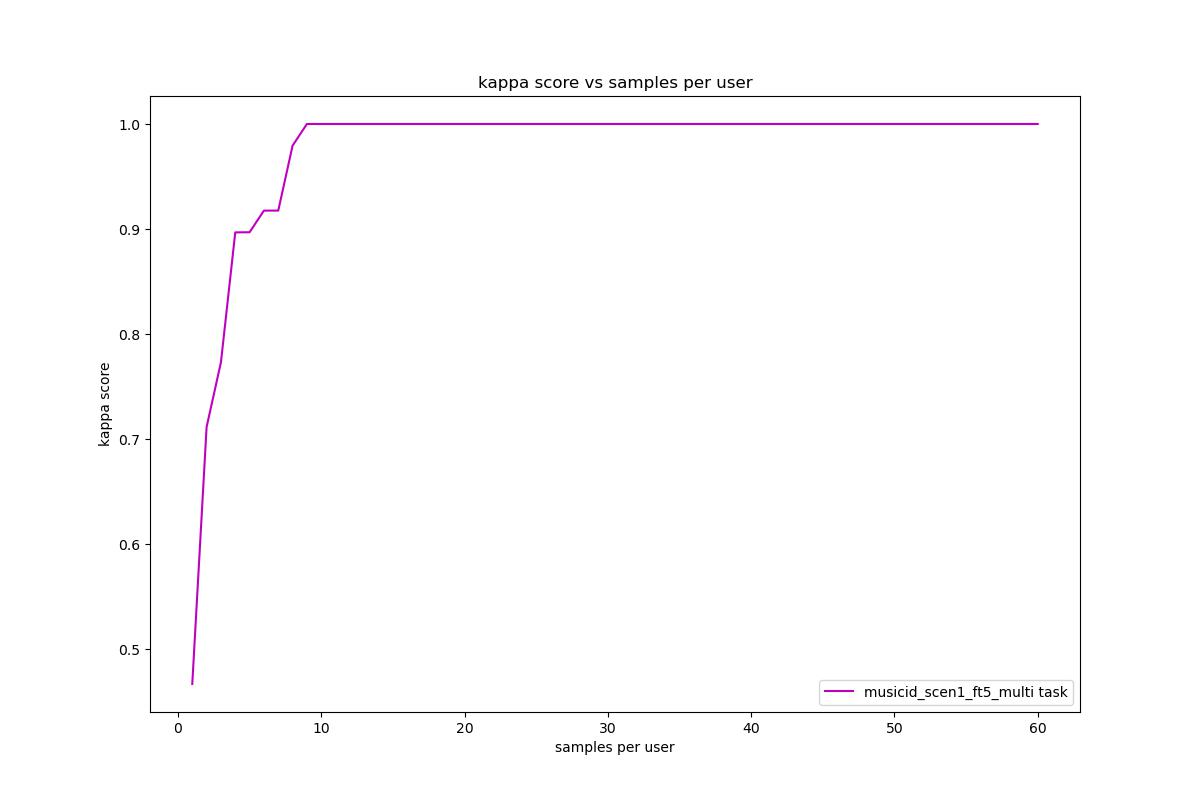 kappa score vs samples per user
1.0
0.9
0.8
0.7
0.6
0.5
kappa score
musicid_scen1_ft5_multi task
0 10 20 30 40 50 60
samples per user